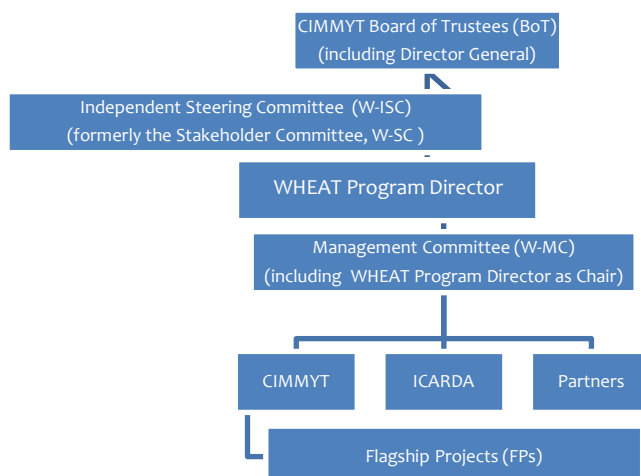 CIMMYT Board of Trustees (BoT)
(including Director General)
Independent Steering Committee (W-ISC)
(formerly the Stakeholder Committee, W-SC )
WHEAT Program Director
Management Committee (W-MC)
(including WHEAT Program Director as Chair)
CIMMYT
ICARDA
Partners
Flagship Projects (FPs)